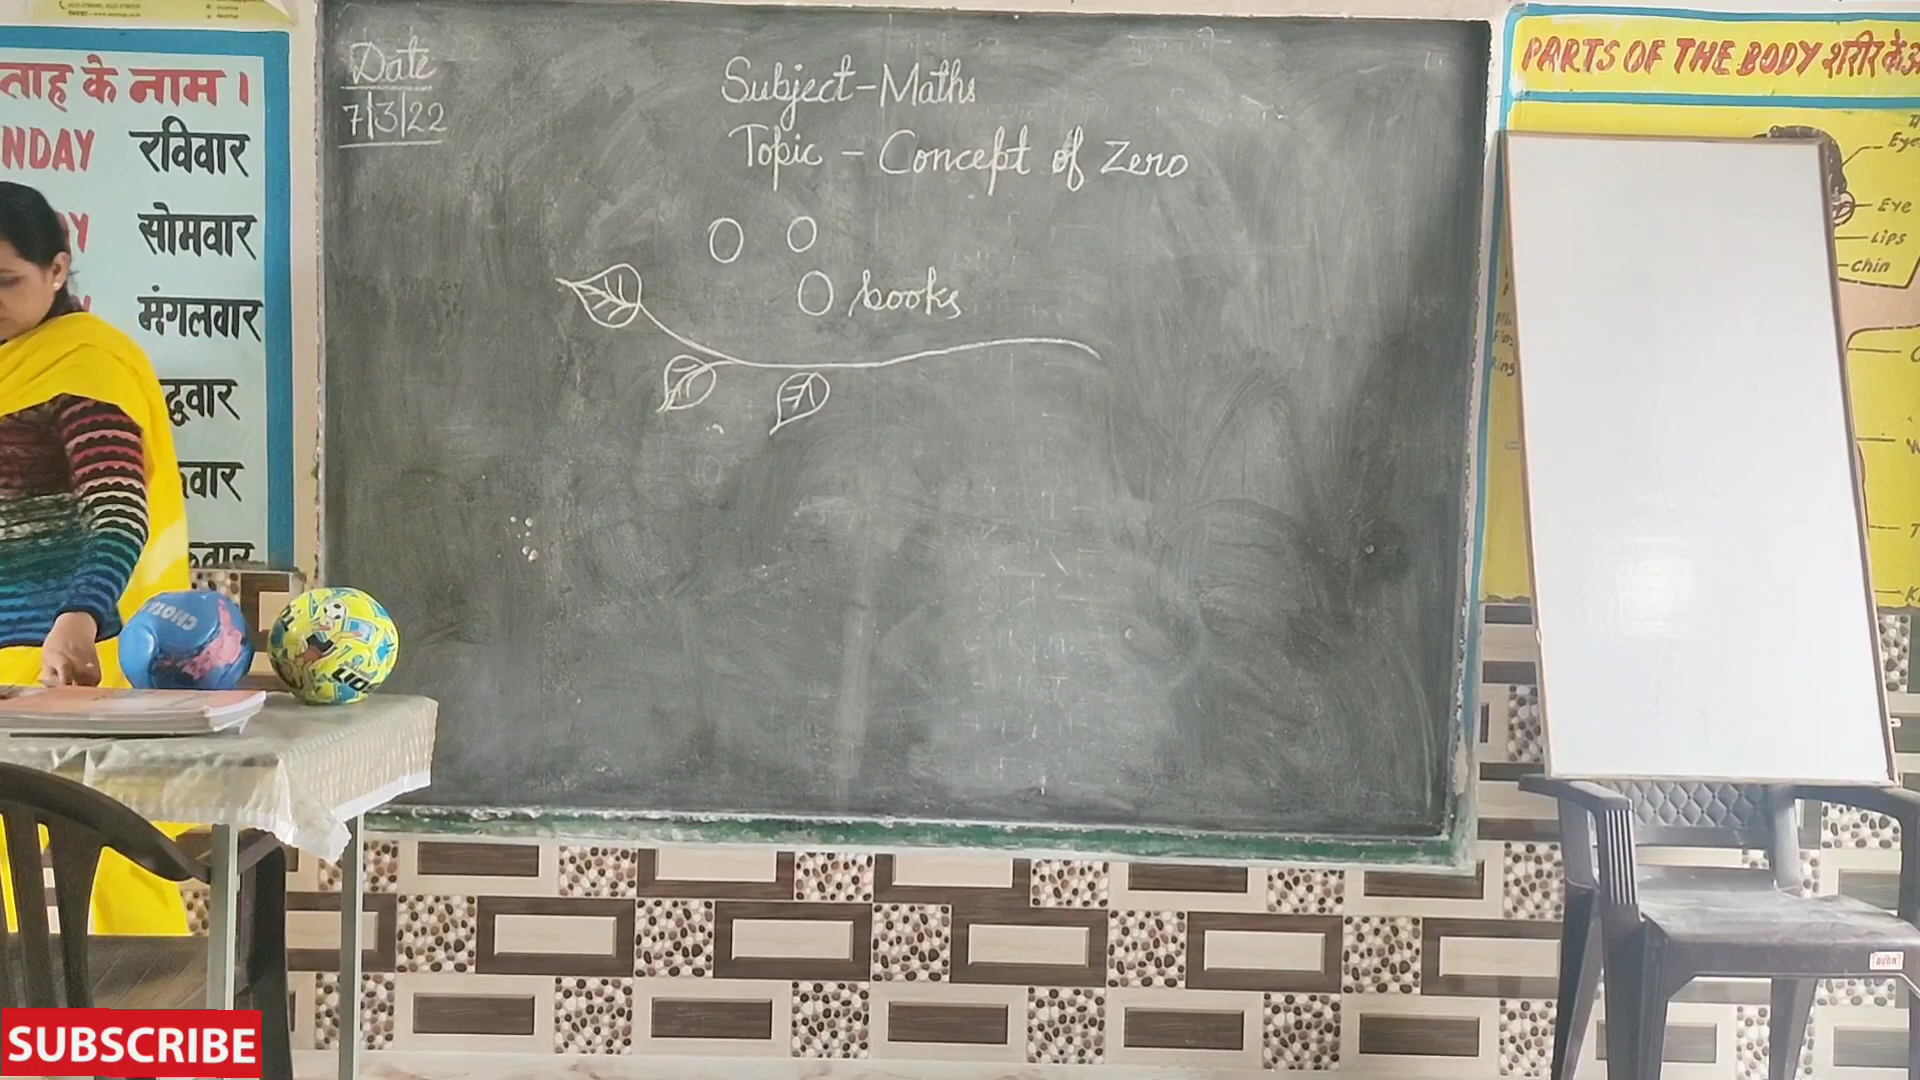 ताह के नाम ।
NDAY रविवार
सोमवार
मंगलवार
Date
7/3/22
Subject - Maths
Topic - Concept of Zero
0 0
0 books
PARTS OF THE BODY शरीर के अ
Eye
Eye
Lips
Chin
SUBSCRIBE